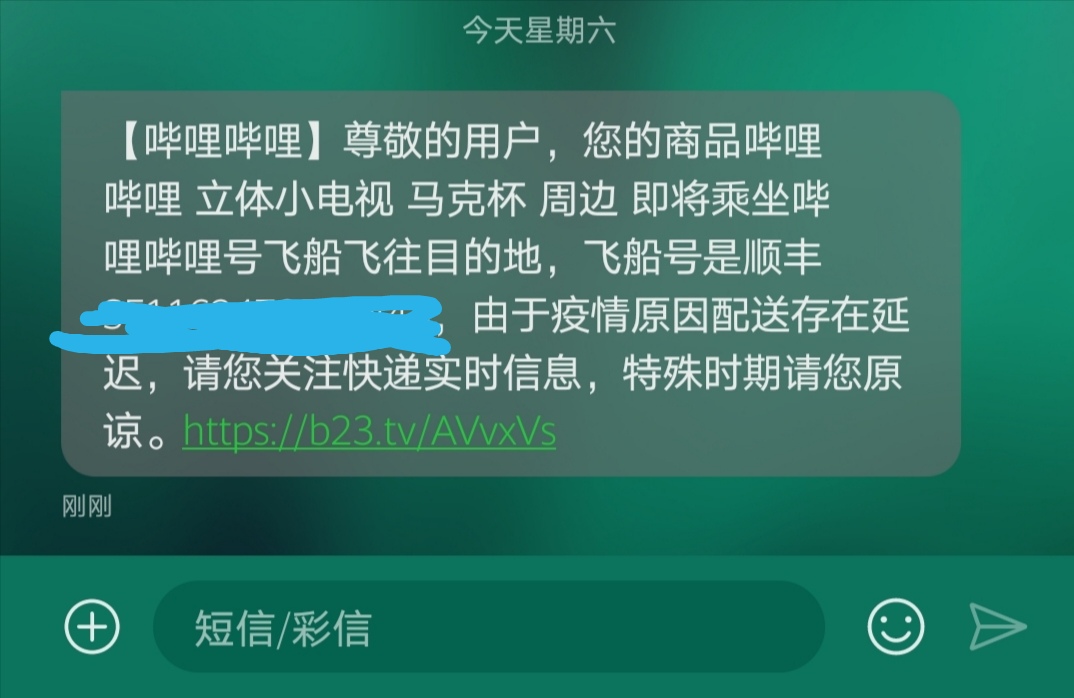 今天星期六
【哔哩哔哩】尊敬的用户，您的商品哔哩
哔哩 立体小电视 马克杯 周边 即将乘坐哔
哩哔哩号飞船飞往目的地，飞船号是顺丰
，由于疫情原因配送存在延
迟，请您关注快递实时信息，特殊时期请您原
谅。https://b23.tv/AVvxVs
刚刚
短信/彩信